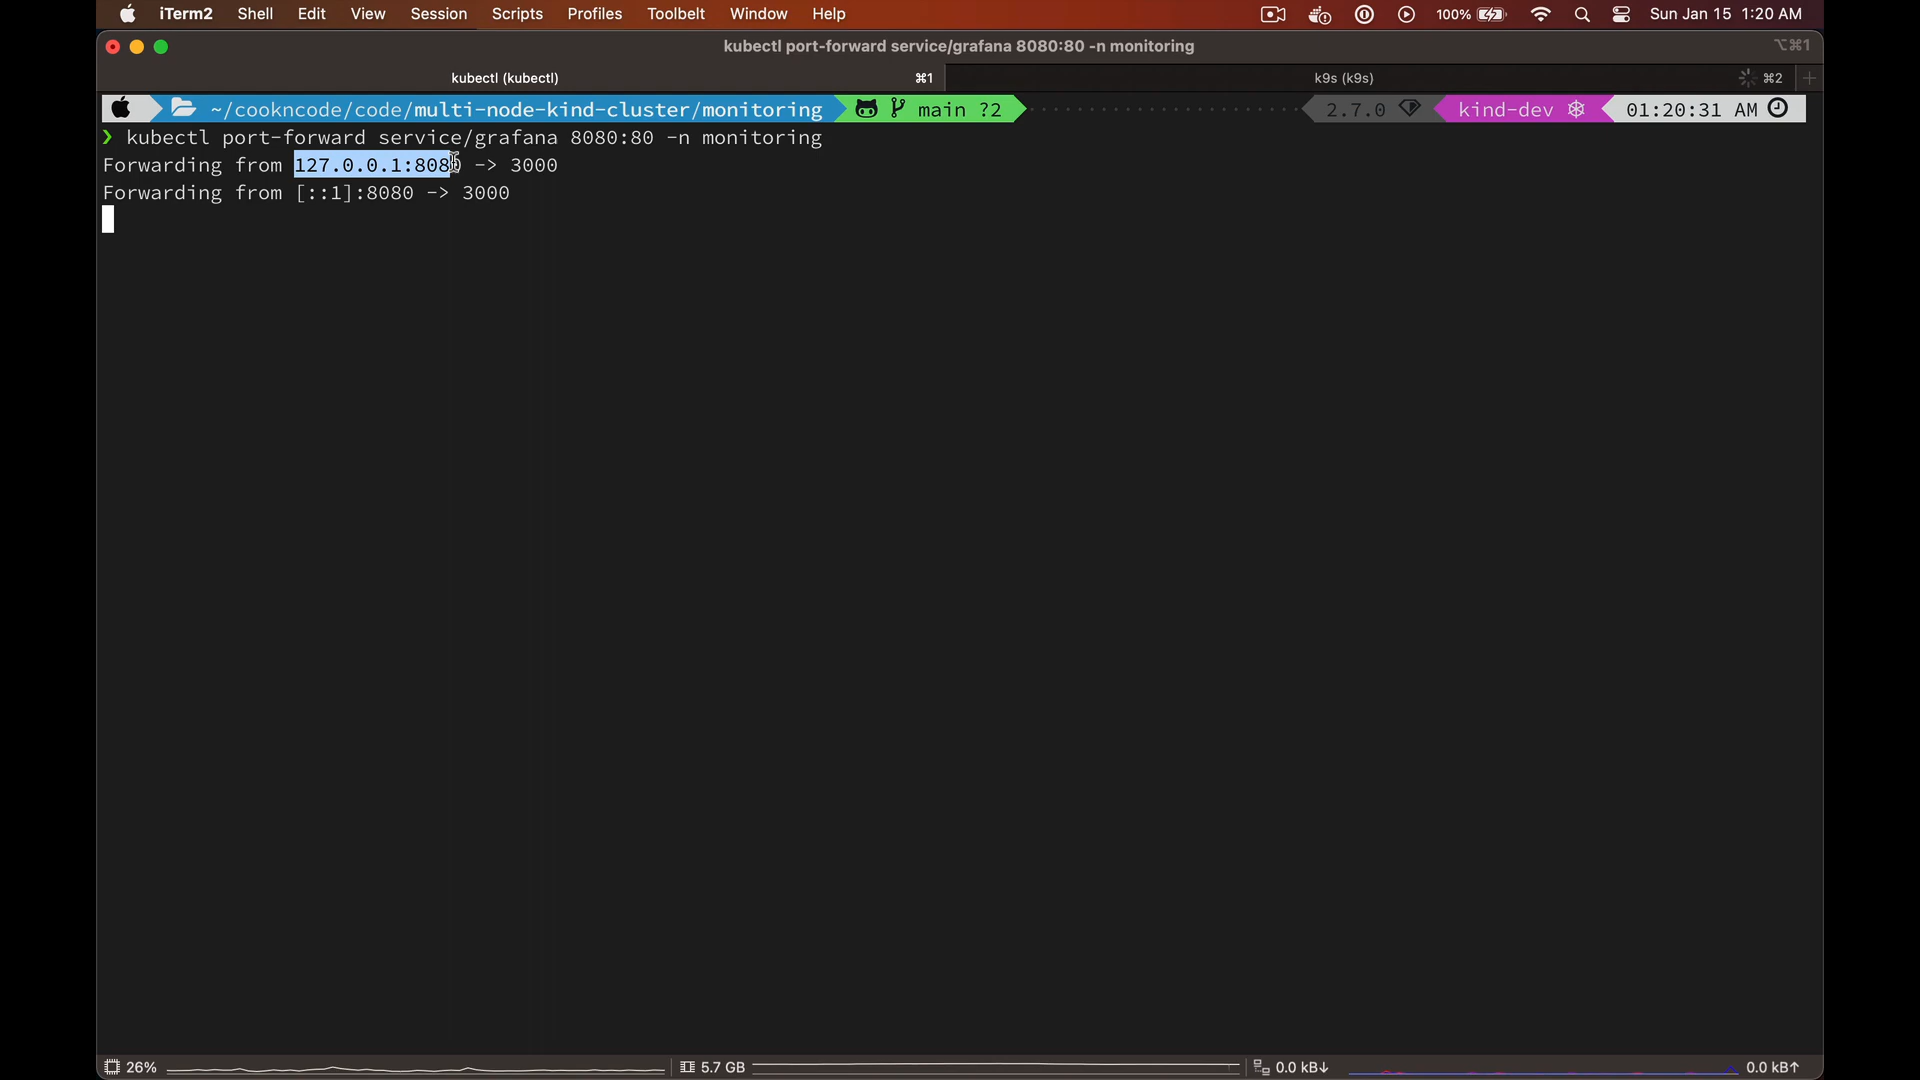 iTerm2 Shell Edit View Session Scripts Profiles Toolbelt Window Help 100% Sun Jan 15 1:20 AM
kubectl port-forward service/grafana 8080:80 -n monitoring ⌥⌘1
kubectl (kubectl) ⌘1 k9s (k9s) ⌘2 +
~/cookncode/code/multi-node-kind-cluster/monitoring main ?2 2.7.0 kind-dev 01:20:31 AM
❯ kubectl port-forward service/grafana 8080:80 -n monitoring
Forwarding from 127.0.0.1:8080 -> 3000
Forwarding from [::1]:8080 -> 3000
26% 5.7 GB 0.0 kB↓ 0.0 kB↑